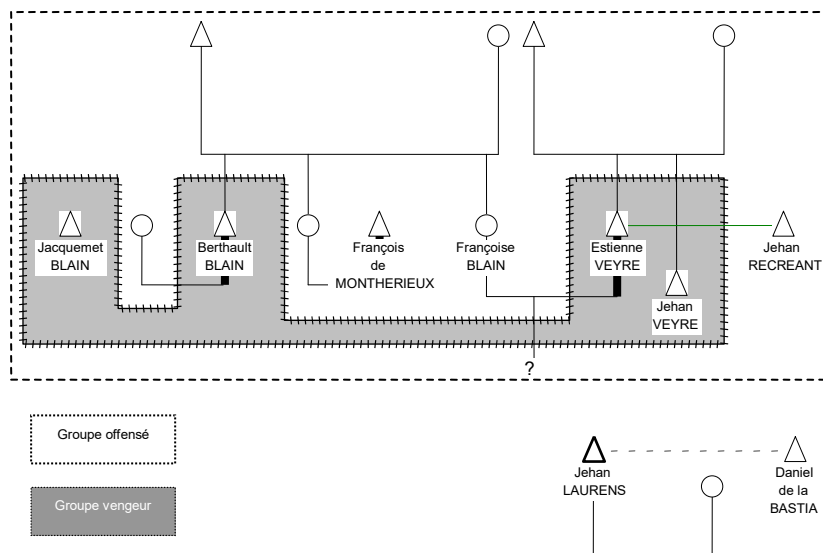 Jacquemet
BLAIN
Berthault
BLAIN
François
de
MONTHERIEUX
Françoise
BLAIN
Estienne
VEYRE
Jehan
VEYRE
Jehan
RECREANT
?
Groupe offensé
Groupe vengeur
Jehan
LAURENS
Daniel
de la
BASTIA